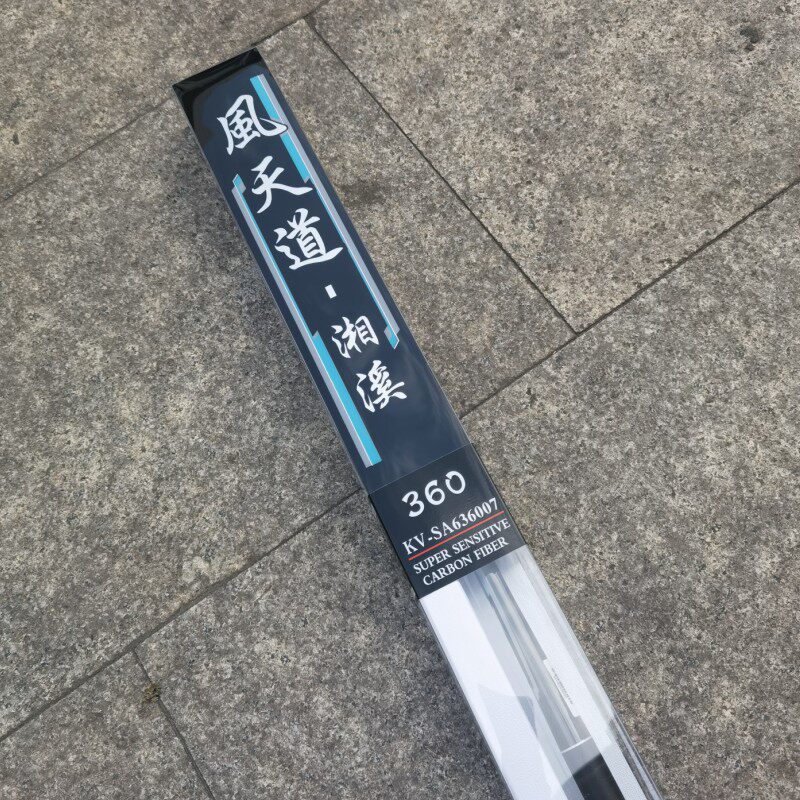 風天道·湘溪
360
KV-SA636007
SUPER SENSITIVE
CARBON FIBER